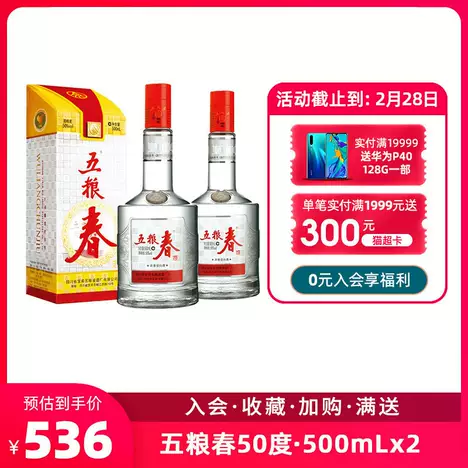 活动截止到: 2月28日
实付满19999
送华为P40
128G一部
单笔实付满1999元送
300元
猫超卡
0元入会享福利
五粮春
WULIANGCHUNJIU
五粮春
五粮春
预估到手价
¥536
入会·收藏·加购·满送
五粮春50度·500mLx2